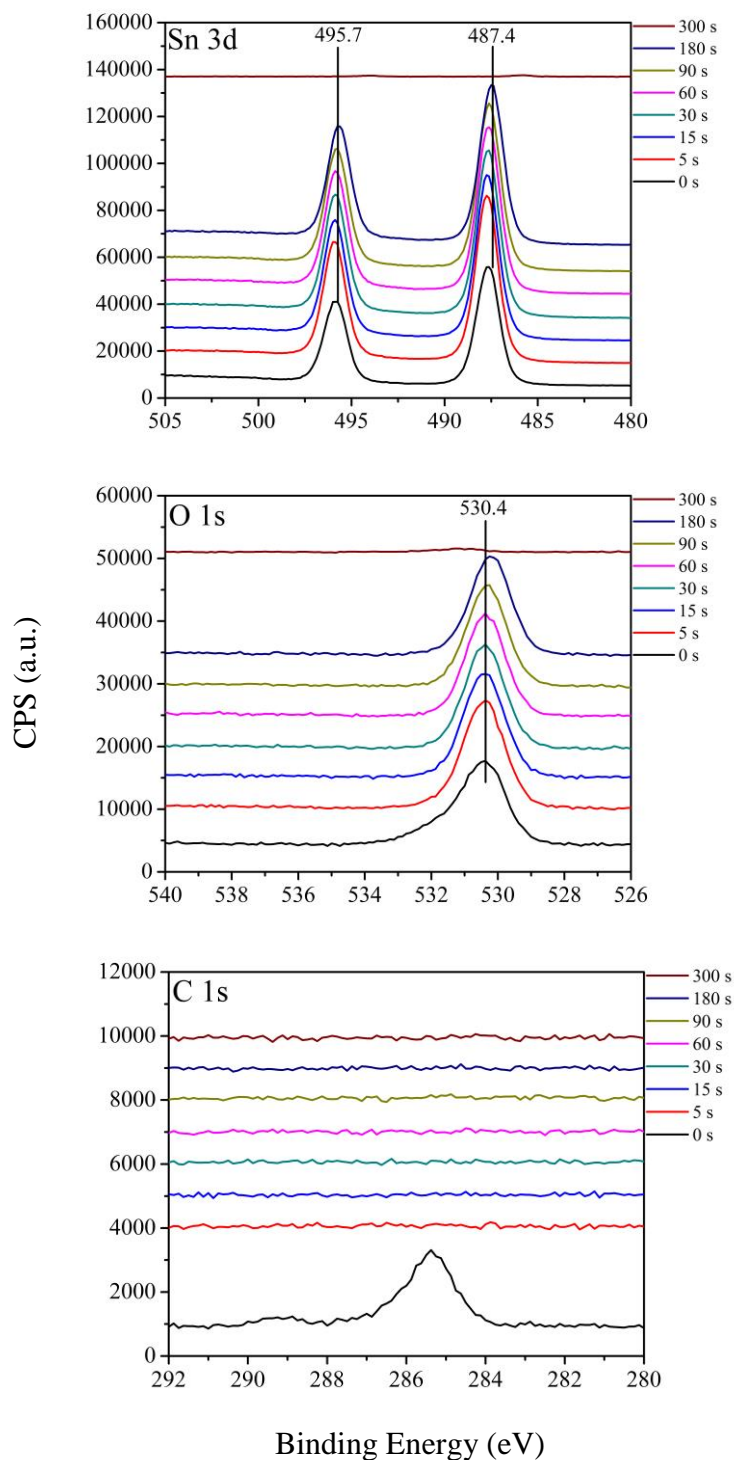 Sn 3d
495.7
487.4
300 s
180 s
90 s
60 s
30 s
15 s
5 s
0 s
160000
140000
120000
100000
80000
60000
40000
20000
0
505
500
495
490
485
480
O 1s
530.4
300 s
180 s
90 s
60 s
30 s
15 s
5 s
0 s
60000
50000
40000
30000
20000
10000
0
540
538
536
534
532
530
528
526
CPS (a.u.)
C 1s
300 s
180 s
90 s
60 s
30 s
15 s
5 s
0 s
12000
10000
8000
6000
4000
2000
0
292
290
288
286
284
282
280
Binding Energy (eV)